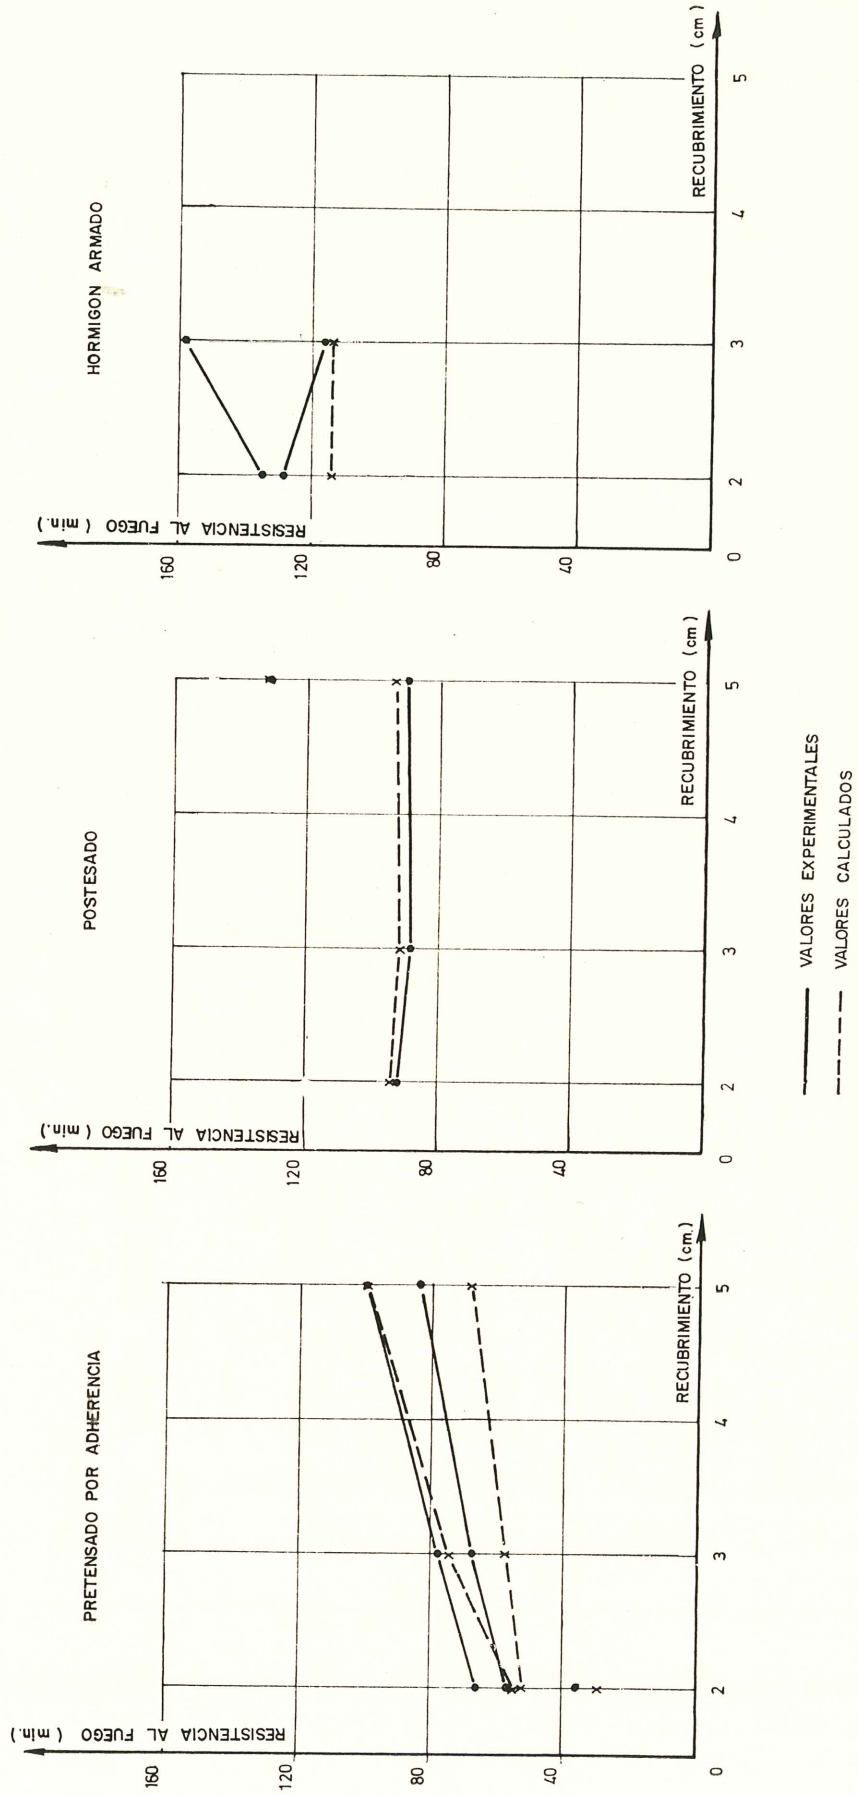 PRETENSADO POR ADHERENCIA
RESISTENCIA AL FUEGO (min.)
160
120
80
40
0
2
3
4
5
RECUBRIMIENTO (cm.)
POSTESADO
RESISTENCIA AL FUEGO (min.)
160
120
80
40
0
2
3
4
5
RECUBRIMIENTO (cm)
HORMIGON ARMADO
RESISTENCIA AL FUEGO (min.)
160
120
80
40
0
2
3
4
5
RECUBRIMIENTO (cm)
VALORES EXPERIMENTALES
VALORES CALCULADOS